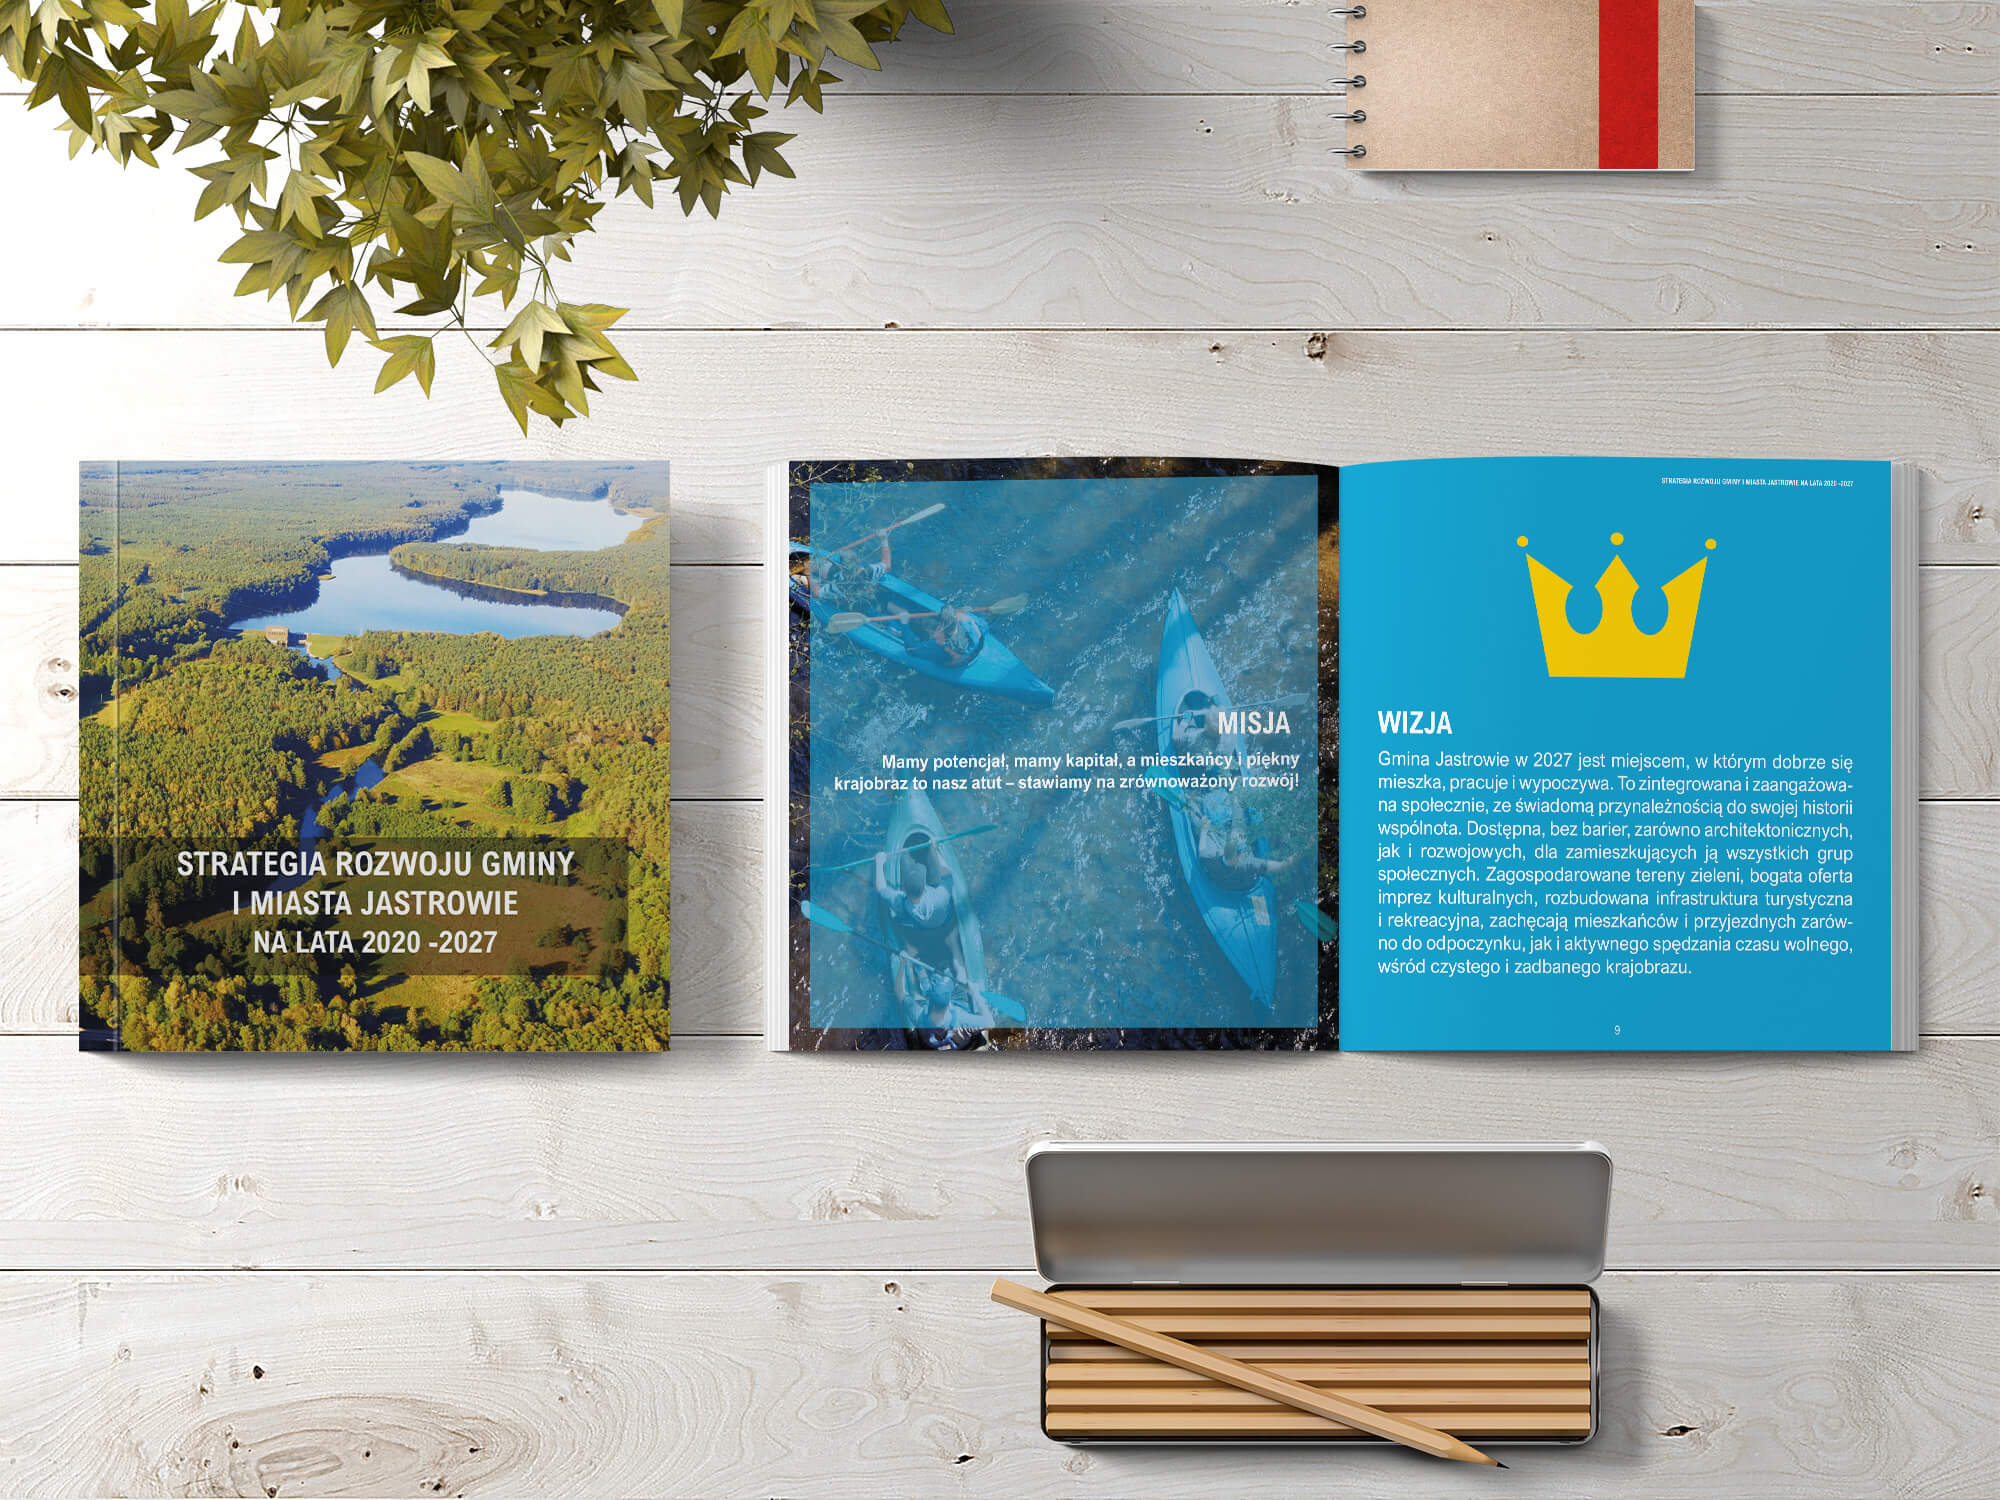 STRATEGIA ROZWOJU GMINY
I MIASTA JASTROWIE
NA LATA 2020 -2027
MISJA
Mamy potencjał, mamy kapitał, a mieszkańcy i piękny
krajobraz to nasz atut – stawiamy na zrównoważony rozwój!
STRATEGIA ROZWOJU GMINY I MIASTA JASTROWIE NA LATA 2020 -2027
WIZJA
Gmina Jastrowie w 2027 jest miejscem, w którym dobrze się
mieszka, pracuje i wypoczywa. To zintegrowana i zaangażowa-
na społecznie, ze świadomą przynależnością do swojej historii
wspólnota. Dostępna, bez barier, zarówno architektonicznych,
jak i rozwojowych, dla zamieszkujących ją wszystkich grup
społecznych. Zagospodarowane tereny zieleni, bogata oferta
imprez kulturalnych, rozbudowana infrastruktura turystyczna
i rekreacyjna, zachęcają mieszkańców i przyjezdnych zarów-
no do odpoczynku, jak i aktywnego spędzania czasu wolnego,
wśród czystego i zadbanego krajobrazu.
9